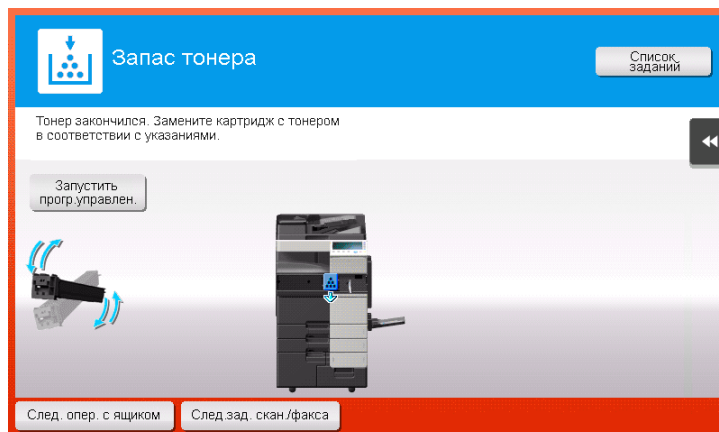 Запас тонера
Список
заданий
Тонер закончился. Замените картридж с тонером
в соответствии с указаниями.
Запустить
прогр.управлен.
След. опер. с ящиком
След.зад. скан./факса